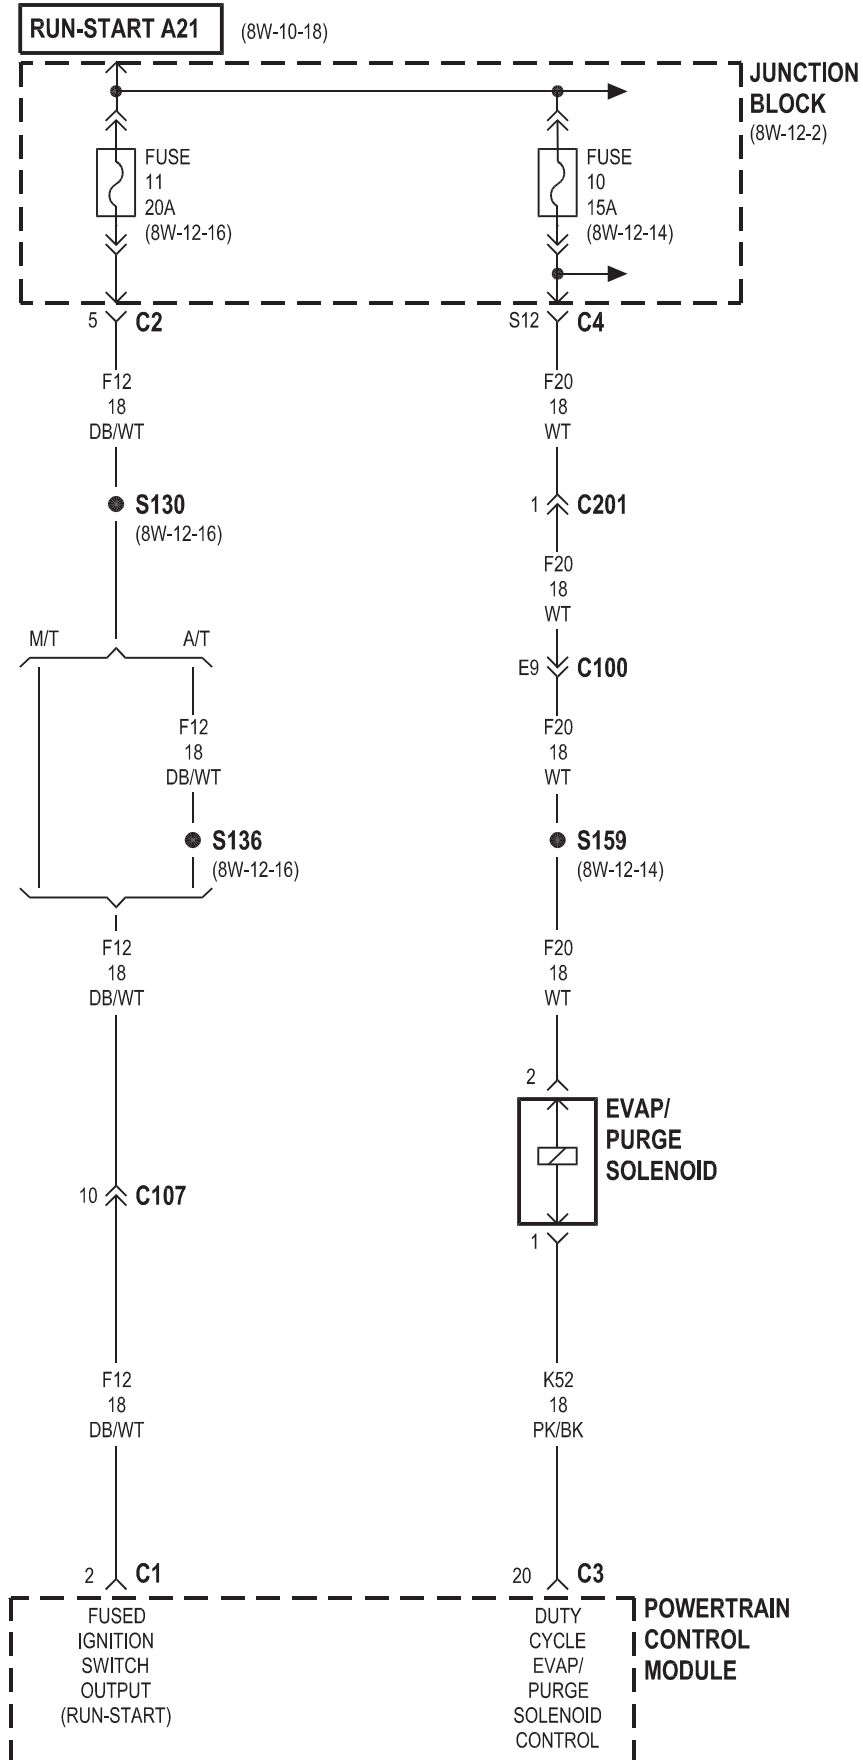 RUN-START A21 (8W-10-18)
JUNCTION
BLOCK
(8W-12-2)
FUSE
11
20A
(8W-12-16)
FUSE
10
15A
(8W-12-14)
5 C2
S12 C4
F12
18
DB/WT
F20
18
WT
S130
(8W-12-16)
1 C201
F20
18
WT
M/T A/T
E9 C100
F12
18
DB/WT
F20
18
WT
S136
(8W-12-16)
S159
(8W-12-14)
F12
18
DB/WT
F20
18
WT
2
EVAP/
PURGE
SOLENOID
1
10 C107
F12
18
DB/WT
K52
18
PK/BK
2 C1
20 C3
FUSED
IGNITION
SWITCH
OUTPUT
(RUN-START)
DUTY
CYCLE
EVAP/
PURGE
SOLENOID
CONTROL
POWERTRAIN
CONTROL
MODULE